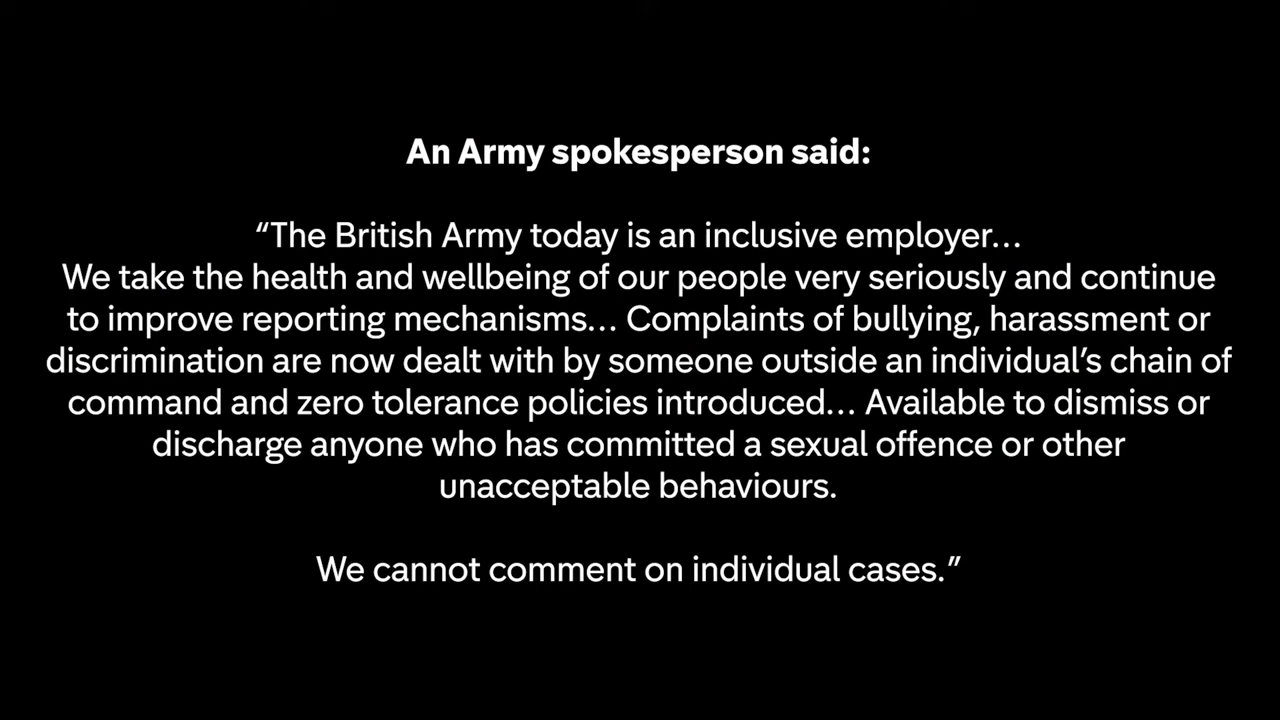 An Army spokesperson said:
“The British Army today is an inclusive employer...
We take the health and wellbeing of our people very seriously and continue
to improve reporting mechanisms... Complaints of bullying, harassment or
discrimination are now dealt with by someone outside an individual’s chain of
command and zero tolerance policies introduced... Available to dismiss or
discharge anyone who has committed a sexual offence or other
unacceptable behaviours.
We cannot comment on individual cases.”